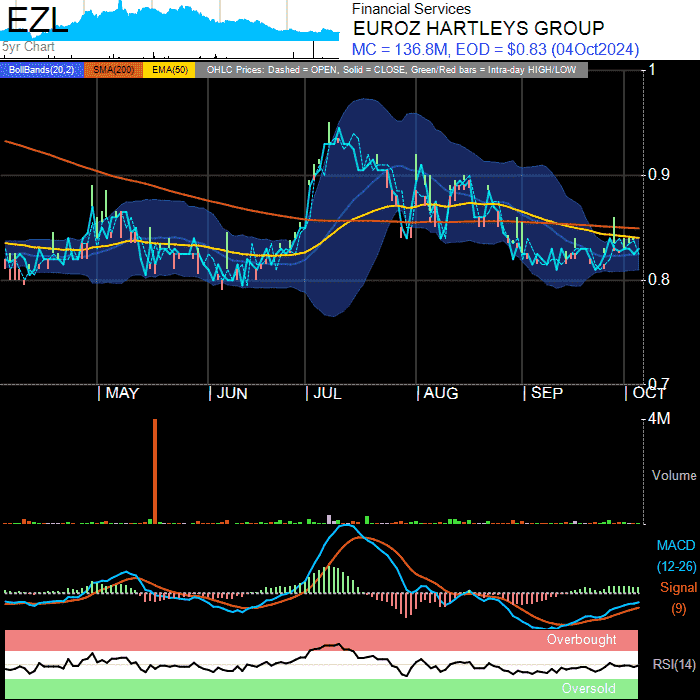 EZL
5yr Chart
Financial Services
EUROZ HARTLEYS GROUP
MC = 136.8M, EOD = $0.83 (04Oct2024)
BollBands(20,2) SMA(200) EMA(50) OHLC Prices: Dashed = OPEN, Solid = CLOSE, Green/Red bars = Intra-day HIGH/LOW
1
0.9
0.8
0.7
MAY JUN JUL AUG SEP OCT
4M
Volume
MACD
(12-26)
Signal
(9)
Overbought
RSI(14)
Oversold